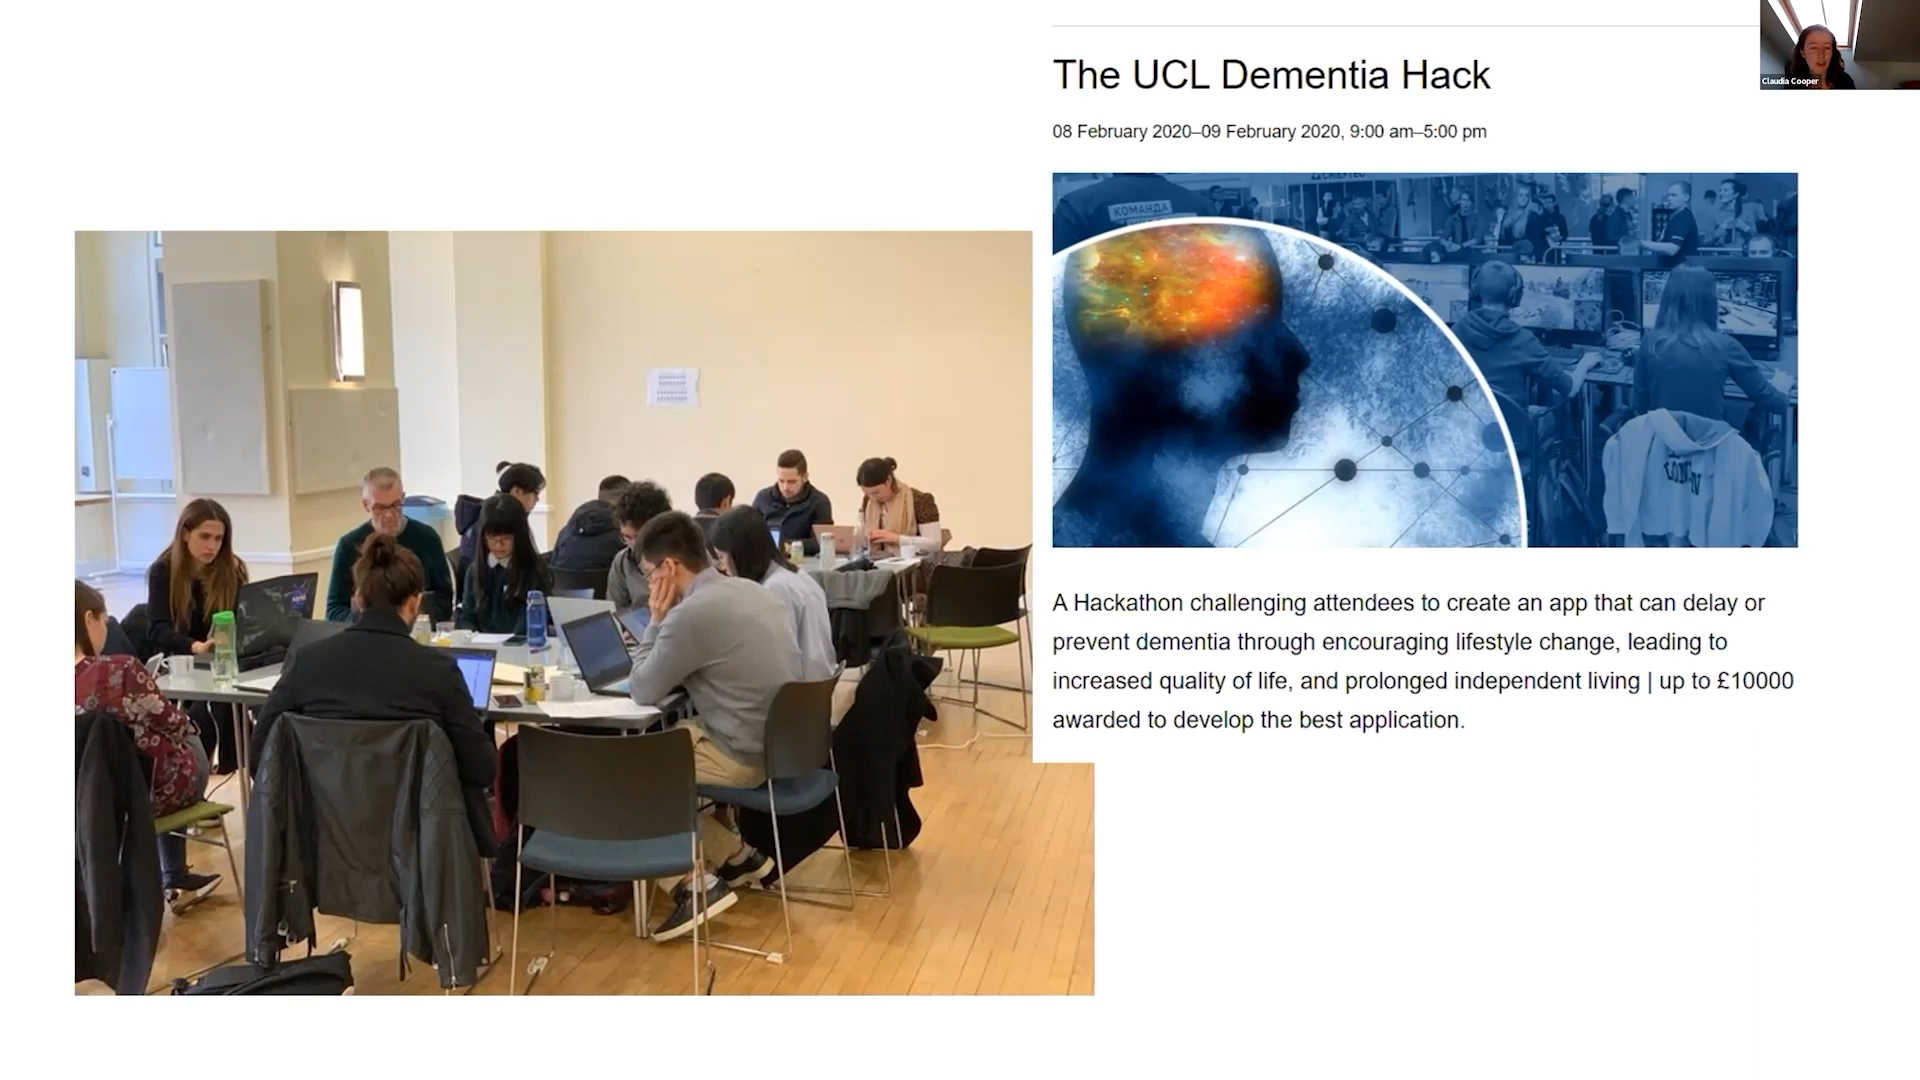 The UCL Dementia Hack
Claudia Cooper
08 February 2020–09 February 2020, 9:00 am–5:00 pm
КОМАНДА
A Hackathon challenging attendees to create an app that can delay or
prevent dementia through encouraging lifestyle change, leading to
increased quality of life, and prolonged independent living | up to £10000
awarded to develop the best application.